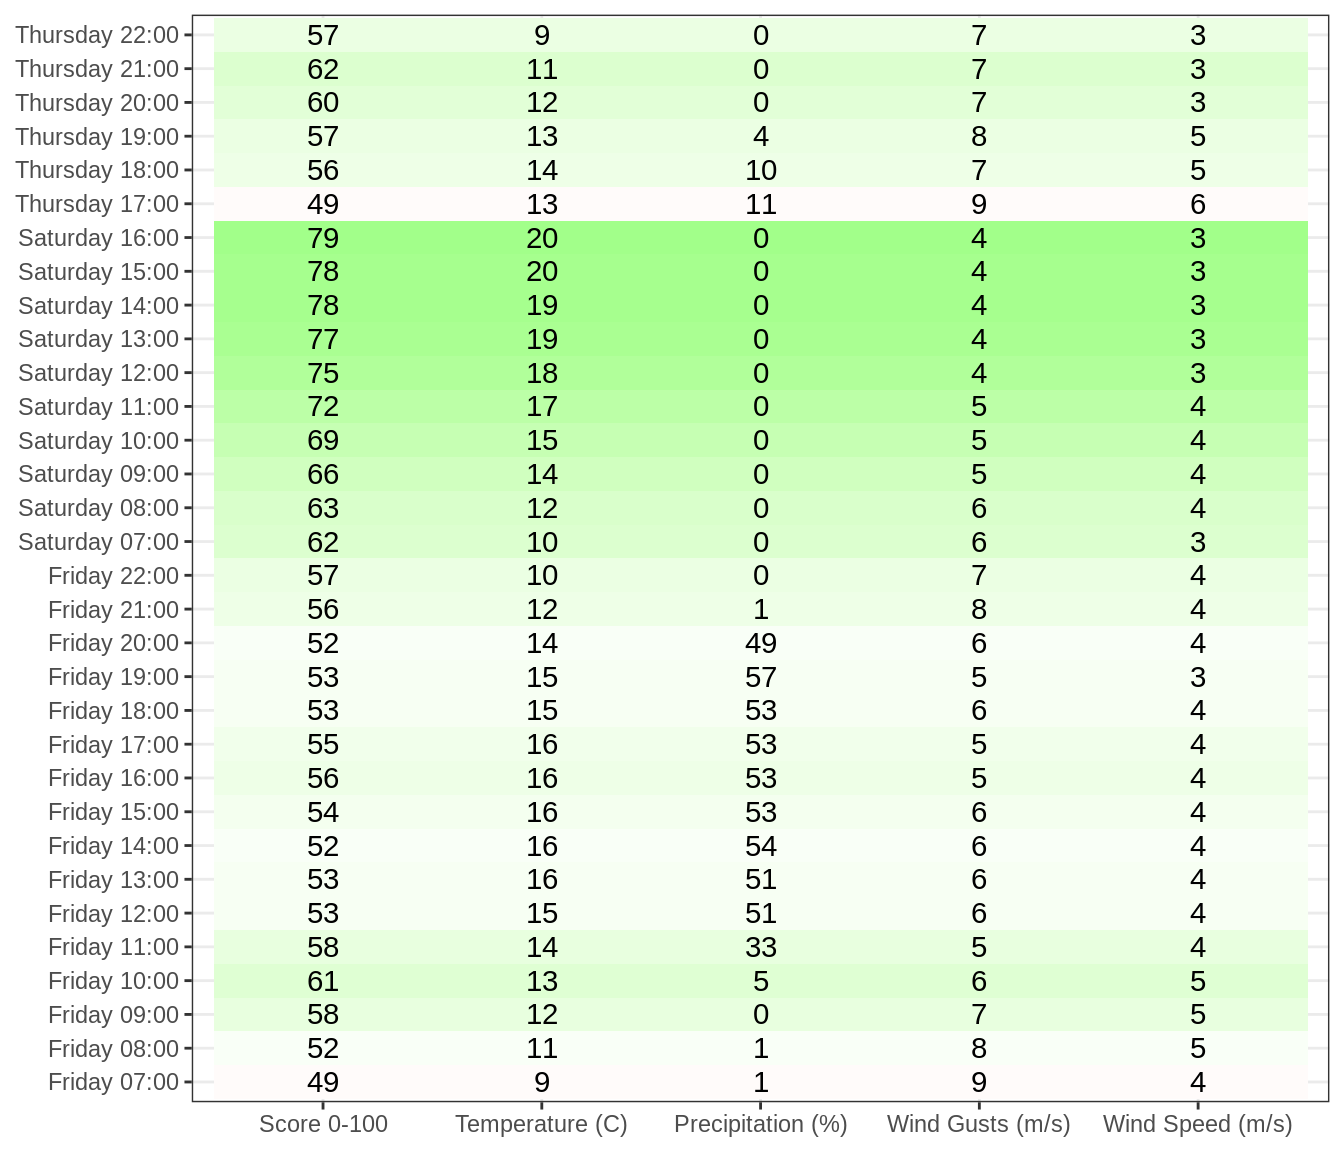 Thursday 22:00 57 9 0 7 3
Thursday 21:00 62 11 0 7 3
Thursday 20:00 60 12 0 7 3
Thursday 19:00 57 13 4 8 5
Thursday 18:00 56 14 10 7 5
Thursday 17:00 49 13 11 9 6
Saturday 16:00 79 20 0 4 3
Saturday 15:00 78 20 0 4 3
Saturday 14:00 78 19 0 4 3
Saturday 13:00 77 19 0 4 3
Saturday 12:00 75 18 0 4 3
Saturday 11:00 72 17 0 5 4
Saturday 10:00 69 15 0 5 4
Saturday 09:00 66 14 0 5 4
Saturday 08:00 63 12 0 6 4
Saturday 07:00 62 10 0 6 3
Friday 22:00 57 10 0 7 4
Friday 21:00 56 12 1 8 4
Friday 20:00 52 14 49 6 4
Friday 19:00 53 15 57 5 3
Friday 18:00 53 15 53 6 4
Friday 17:00 55 16 53 5 4
Friday 16:00 56 16 53 5 4
Friday 15:00 54 16 53 6 4
Friday 14:00 52 16 54 6 4
Friday 13:00 53 16 51 6 4
Friday 12:00 53 15 51 6 4
Friday 11:00 58 14 33 5 4
Friday 10:00 61 13 5 6 5
Friday 09:00 58 12 0 7 5
Friday 08:00 52 11 1 8 5
Friday 07:00 49 9 1 9 4
Score 0-100 Temperature (C) Precipitation (%) Wind Gusts (m/s) Wind Speed (m/s)